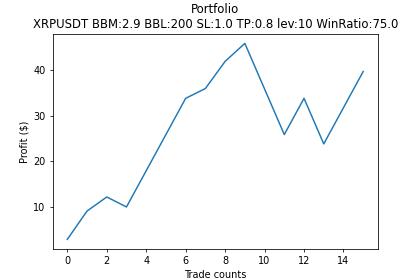 Portfolio
XRPUSDT BBM:2.9 BBL:200 SL:1.0 TP:0.8 lev:10 WinRatio:75.0
40
30
20
10
Profit ($)
0 2 4 6 8 10 12 14
Trade counts